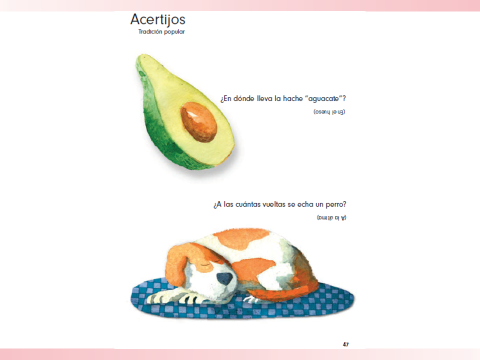 Acertijos
Tradición popular
¿En dónde lleva la hache "aguacate"?
(En el hueso)
¿A las cuántas vueltas se echa un perro?
(A la última)
47